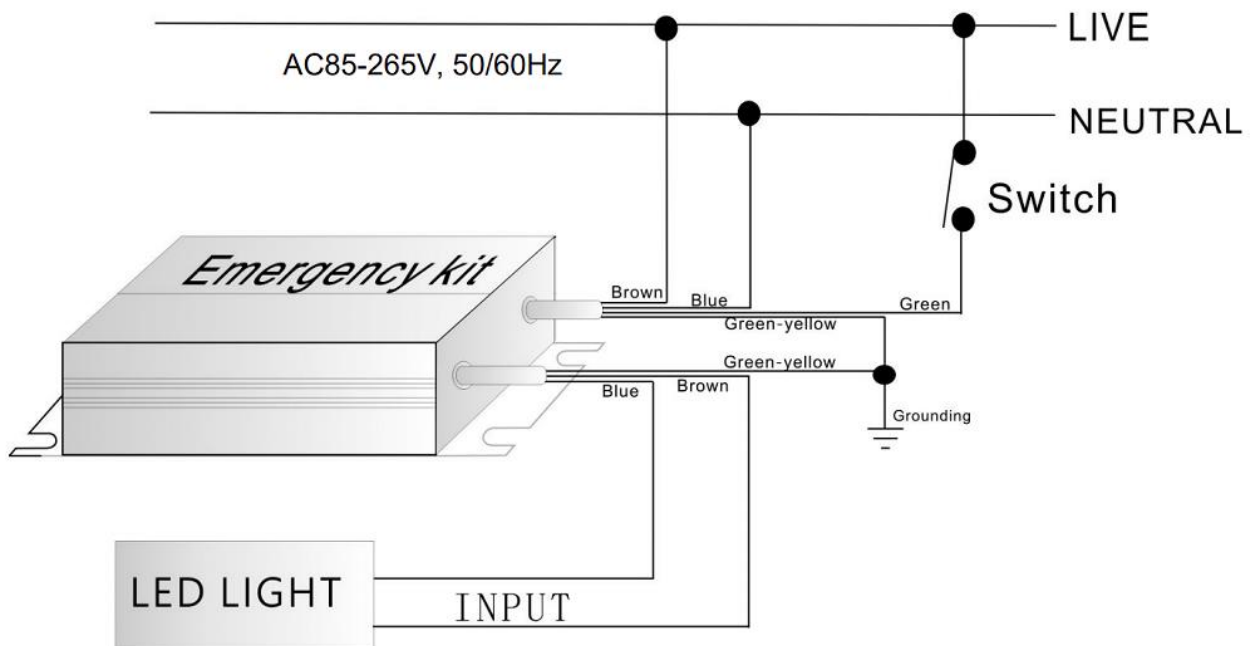 LIVE
AC85-265V, 50/60Hz
NEUTRAL
Switch
Emergency kit
Brown
Blue
Green
Green-yellow
Green-yellow
Blue
Brown
Grounding
LED LIGHT
INPUT